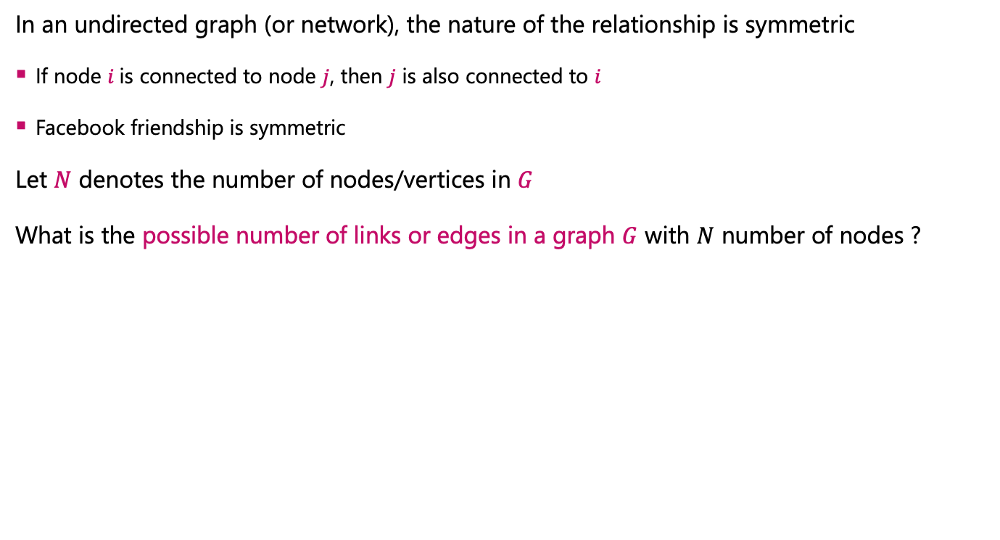 In an undirected graph (or network), the nature of the relationship is symmetric
▪ If node i is connected to node j, then j is also connected to i
▪ Facebook friendship is symmetric
Let N denotes the number of nodes/vertices in G
What is the possible number of links or edges in a graph G with N number of nodes ?